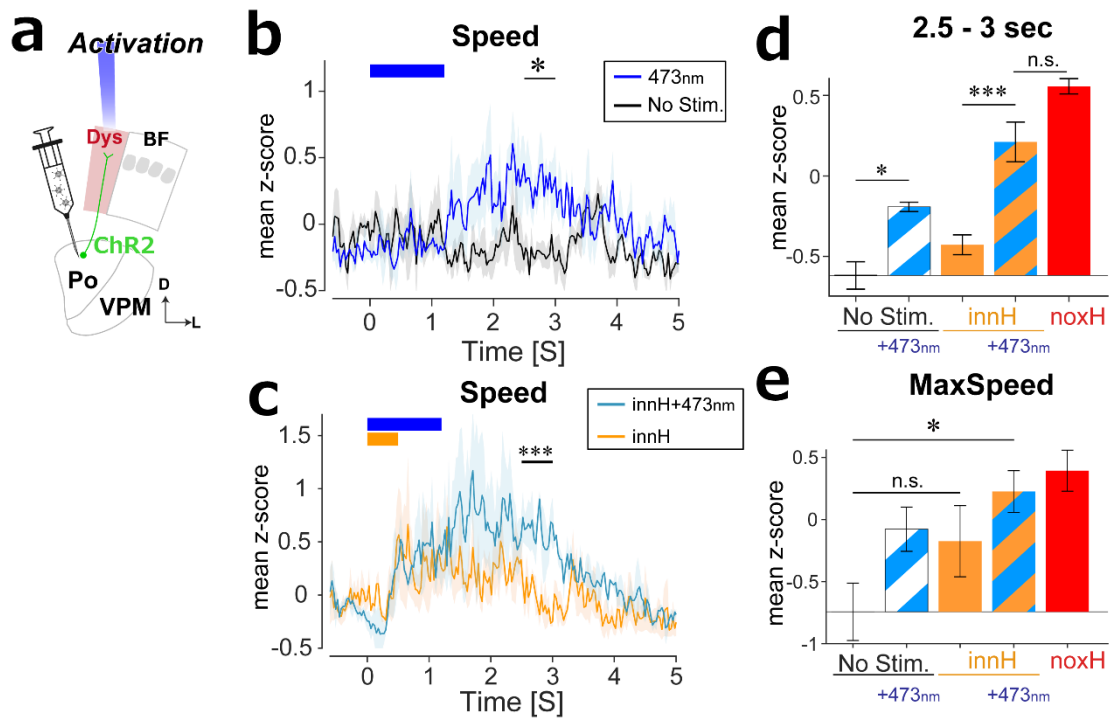 a
Activation
Dys
BF
ChR2
Po
VPM
D
L
b
Speed
*
473nm
No Stim.
mean z-score
1
0.5
0
-0.5
0
1
2
3
4
5
Time [S]
c
Speed
***
innH+473nm
innH
mean z-score
1.5
1
0.5
0
-0.5
0
1
2
3
4
5
Time [S]
d
2.5 - 3 sec
n.s.
***
*
mean z-score
0.5
0
-0.5
No Stim.
innH
noxH
+473nm
+473nm
e
MaxSpeed
*
n.s.
mean z-score
0.5
0
-0.5
-1
No Stim.
innH
noxH
+473nm
+473nm